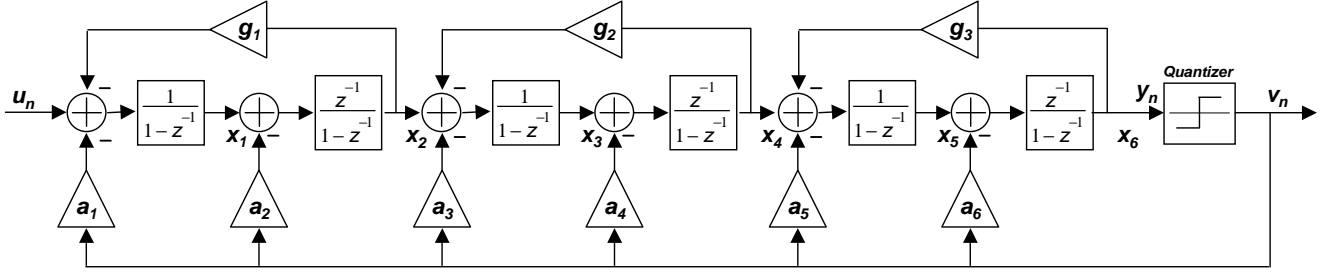 g1
g2
g3
Quantizer
un
1
1 − z−1
z−1
1 − z−1
1
1 − z−1
z−1
1 − z−1
1
1 − z−1
z−1
1 − z−1
yn
vn
x1
x2
x3
x4
x5
x6
a1
a2
a3
a4
a5
a6